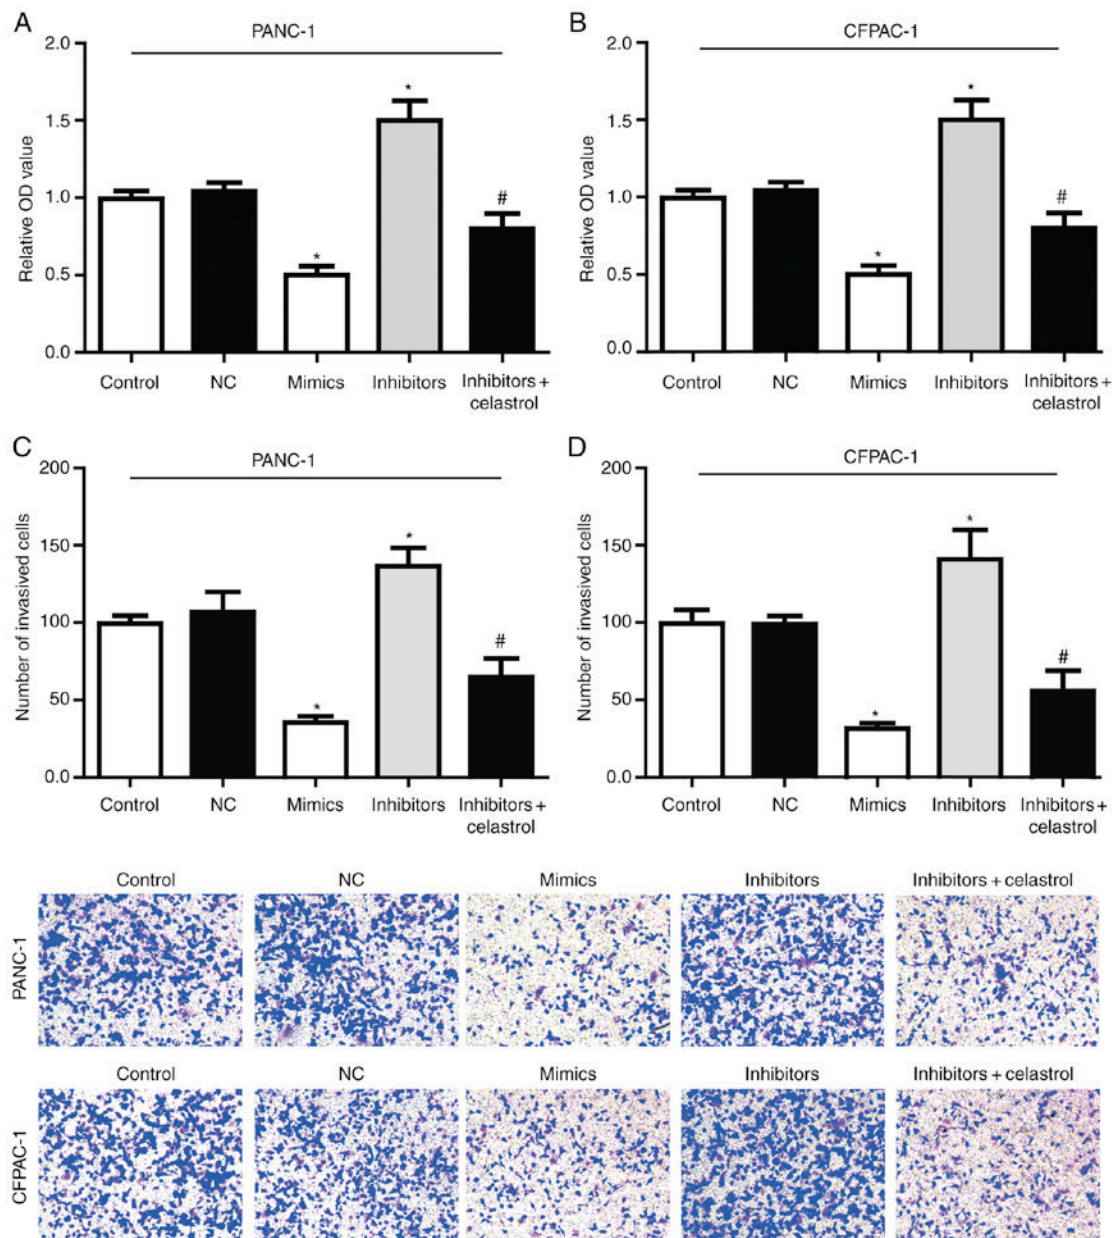 A
PANC-1
2.0
1.5
1.0
0.5
0.0
Relative OD value
*
*
#
Control
NC
Mimics
Inhibitors
Inhibitors +
celastrol
B
CFPAC-1
2.0
1.5
1.0
0.5
0.0
Relative OD value
*
*
#
Control
NC
Mimics
Inhibitors
Inhibitors +
celastrol
C
PANC-1
200
150
100
50
0.0
Number of invasived cells
*
*
#
Control
NC
Mimics
Inhibitors
Inhibitors +
celastrol
D
CFPAC-1
200
150
100
50
0.0
Number of invasived cells
*
*
#
Control
NC
Mimics
Inhibitors
Inhibitors +
celastrol
Control NC Mimics Inhibitors Inhibitors + celastrol
PANC-1
Control NC Mimics Inhibitors Inhibitors + celastrol
CFPAC-1